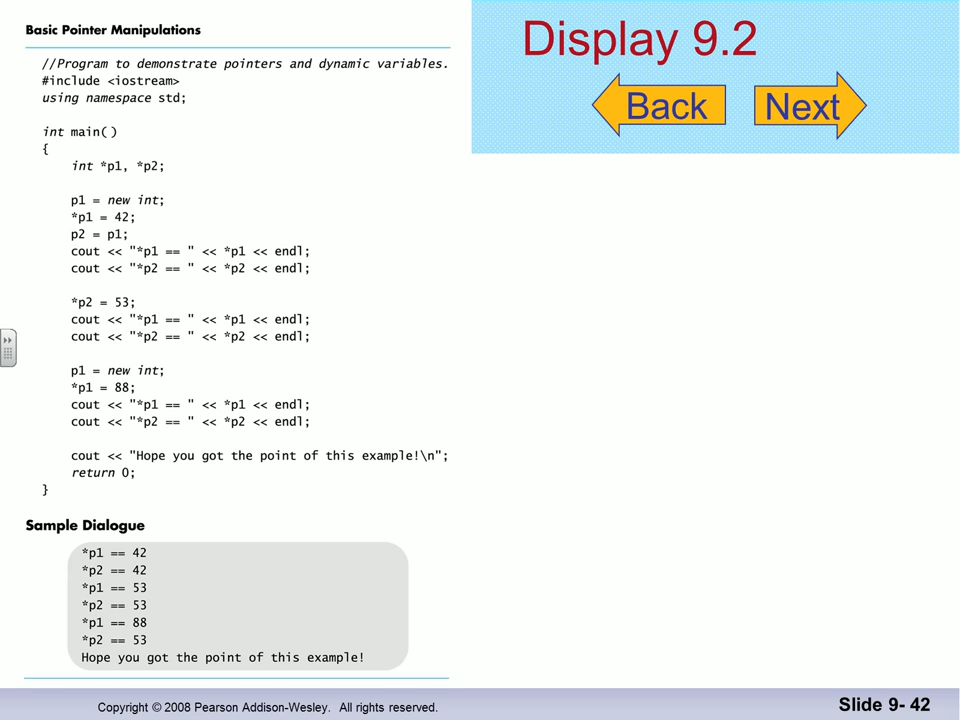 Basic Pointer Manipulations
//Program to demonstrate pointers and dynamic variables.
#include <iostream>
using namespace std;
int main( )
{
int *p1, *p2;
p1 = new int;
*p1 = 42;
p2 = p1;
cout << "*p1 == " << *p1 << endl;
cout << "*p2 == " << *p2 << endl;
*p2 = 53;
cout << "*p1 == " << *p1 << endl;
cout << "*p2 == " << *p2 << endl;
p1 = new int;
*p1 = 88;
cout << "*p1 == " << *p1 << endl;
cout << "*p2 == " << *p2 << endl;
cout << "Hope you got the point of this example!\n";
return 0;
}
Sample Dialogue
*p1 == 42
*p2 == 42
*p1 == 53
*p2 == 53
*p1 == 88
*p2 == 53
Hope you got the point of this example!
Display 9.2
Back
Next
Copyright © 2008 Pearson Addison-Wesley. All rights reserved.
Slide 9- 42